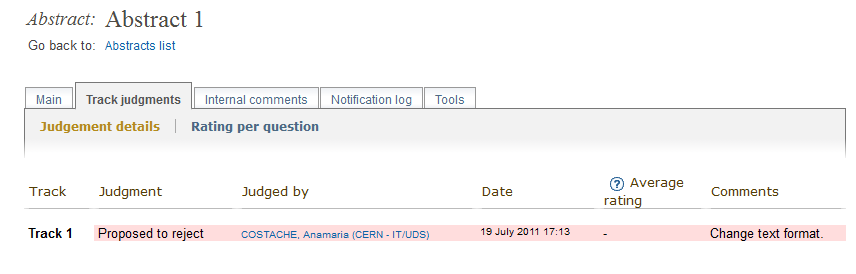 Abstract: Abstract 1
Go back to: Abstracts list
Main Track judgments Internal comments Notification log Tools
Judgement details | Rating per question
Track Judgment Judged by Date ? Average rating Comments
Track 1 Proposed to reject COSTACHE, Anamaria (CERN - IT/UDS) 19 July 2011 17:13 - Change text format.